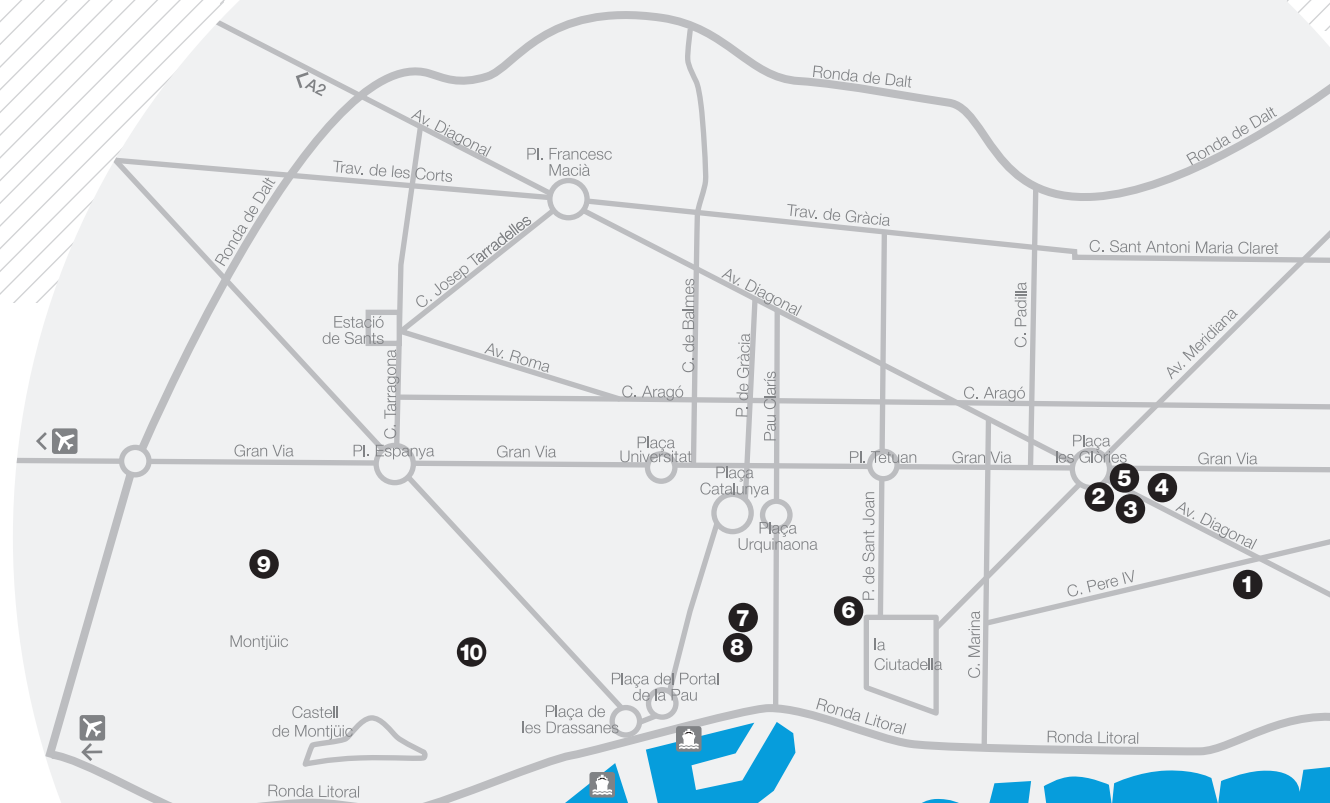 Ronda de Dalt
A2
Av. Diagonal
Ronda de Dalt
Pl. Francesc
Macià
Trav. de les Corts
Ronda de Dalt
Trav. de Gràcia
C. Josep Tarradelles
C. Sant Antoni Maria Claret
Av. Diagonal
C. de Balmes
C. Padilla
Estació
de Sants
Av. Meridiana
P. de Gràcia
Av. Roma
C. Tarragona
Pau Claris
C. Aragó
C. Aragó
Gran Via
Pl. Espanya
Gran Via
Plaça
Universitat
Pl. Tetuan
Gran Via
Plaça
les Glòries
Gran Via
Plaça
Catalunya
5
4
2
3
Av. Diagonal
Plaça
Urquinaona
P. de Sant Joan
9
C. Pere IV
1
6
7
8
Montjüic
10
la
Ciutadella
C. Marina
Plaça del Portal
de la Pau
Castell
de Montjüic
Plaça de
les Drassanes
Ronda Litoral
Ronda Litoral
Ronda Litoral